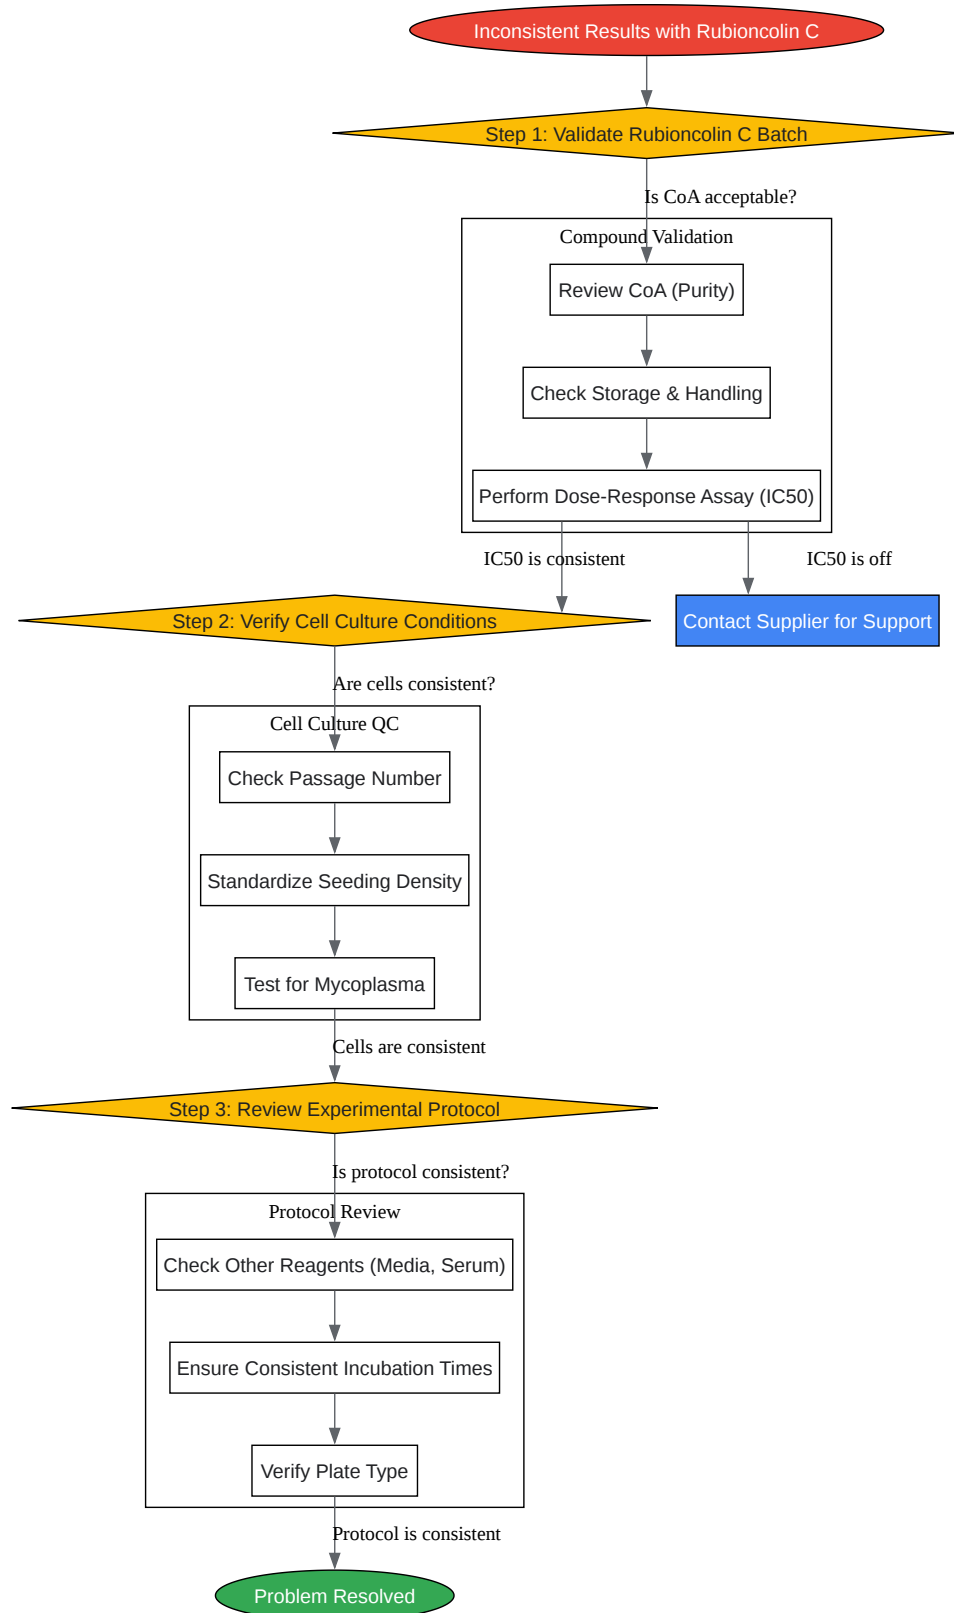 Inconsistent Results with Rubioncolin C
Step 1: Validate Rubioncolin C Batch
Is CoA acceptable?
Compound Validation
Review CoA (Purity)
Check Storage & Handling
Perform Dose-Response Assay (IC50)
IC50 is consistent
IC50 is off
Step 2: Verify Cell Culture Conditions
Contact Supplier for Support
Are cells consistent?
Cell Culture QC
Check Passage Number
Standardize Seeding Density
Test for Mycoplasma
Cells are consistent
Step 3: Review Experimental Protocol
Is protocol consistent?
Protocol Review
Check Other Reagents (Media, Serum)
Ensure Consistent Incubation Times
Verify Plate Type
Protocol is consistent
Problem Resolved